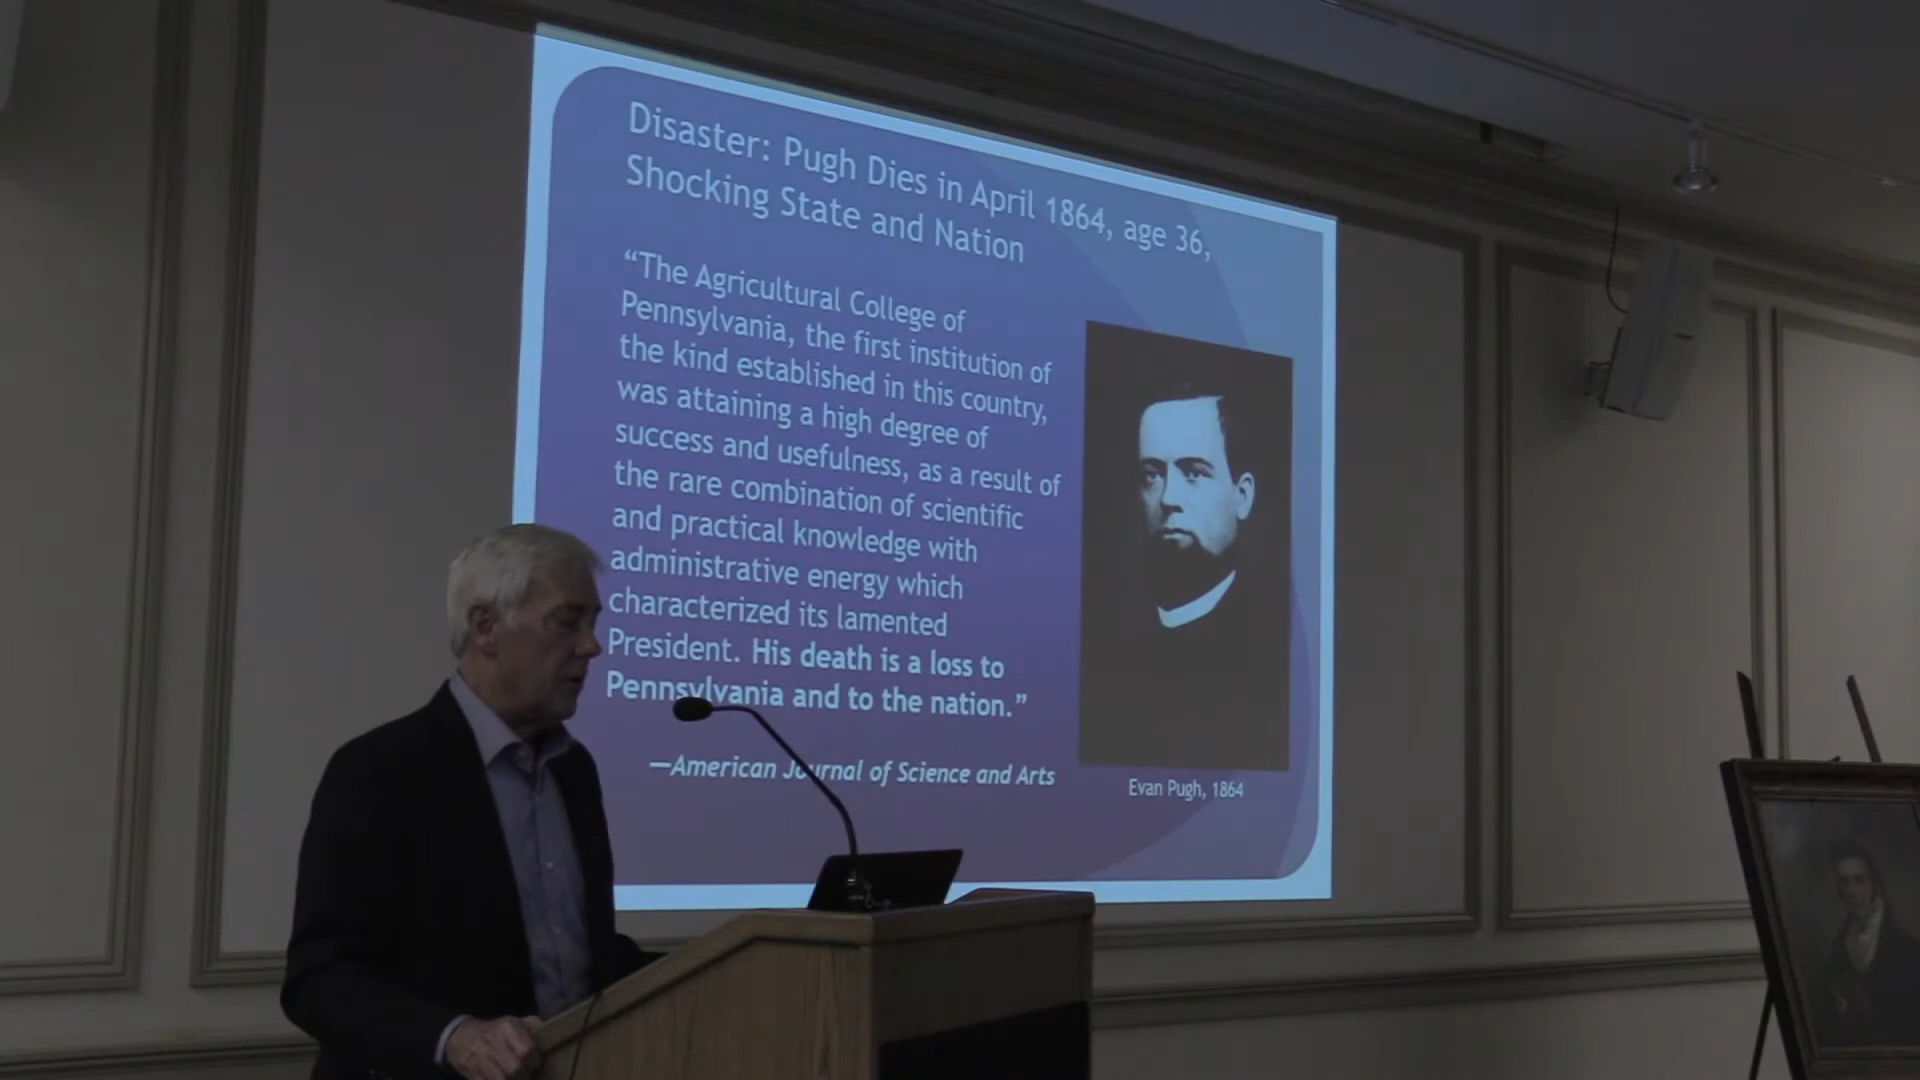 Disaster: Pugh Dies in April 1864, age 36,
Shocking State and Nation
“The Agricultural College of
Pennsylvania, the first institution of
the kind established in this country,
was attaining a high degree of
success and usefulness, as a result of
the rare combination of scientific
and practical knowledge with
administrative energy which
characterized its lamented
President. His death is a loss to
Pennsylvania and to the nation.”
—American Journal of Science and Arts
Evan Pugh, 1864